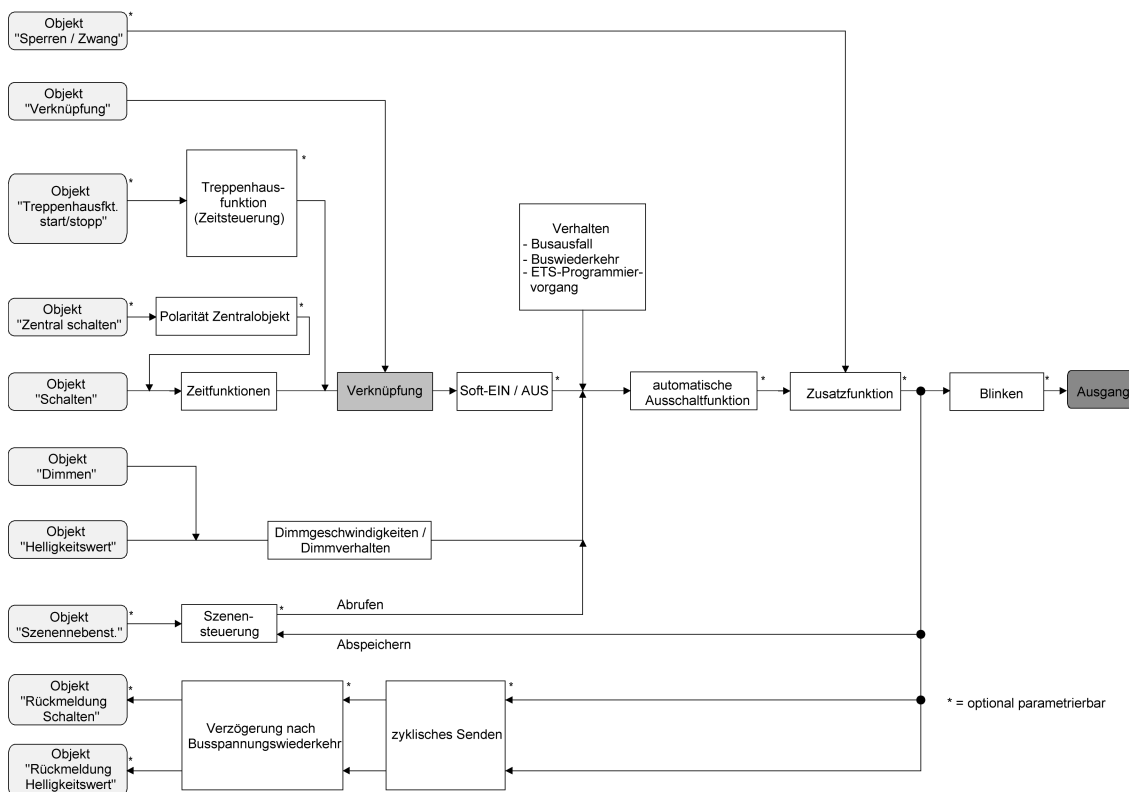 Objekt
"Sperren / Zwang"
*
Objekt
"Verknüpfung"
Objekt
"Treppenhausfkt.
start/stopp"
*
Treppenhaus-
funktion
(Zeitsteuerung)
*
Verhalten
- Busausfall
- Buswiederkehr
- ETS-Programmier-
vorgang
Objekt
"Zentral schalten"
*
Polarität Zentralobjekt
*
Objekt
"Schalten"
Zeitfunktionen
Verknüpfung
Soft-EIN / AUS
*
automatische
Ausschaltfunktion
*
Zusatzfunktion
*
Blinken
*
Ausgang
Objekt
"Dimmen"
Objekt
"Helligkeitswert"
Dimmgeschwindigkeiten /
Dimmverhalten
Objekt
"Szenennebenst."
*
Szenen-
steuerung
*
Abrufen
Abspeichern
Objekt
"Rückmeldung
Schalten"
*
Verzögerung nach
Busspannungswiederkehr
*
zyklisches Senden
*
* = optional parametrierbar
Objekt
"Rückmeldung
Helligkeitswert"
*